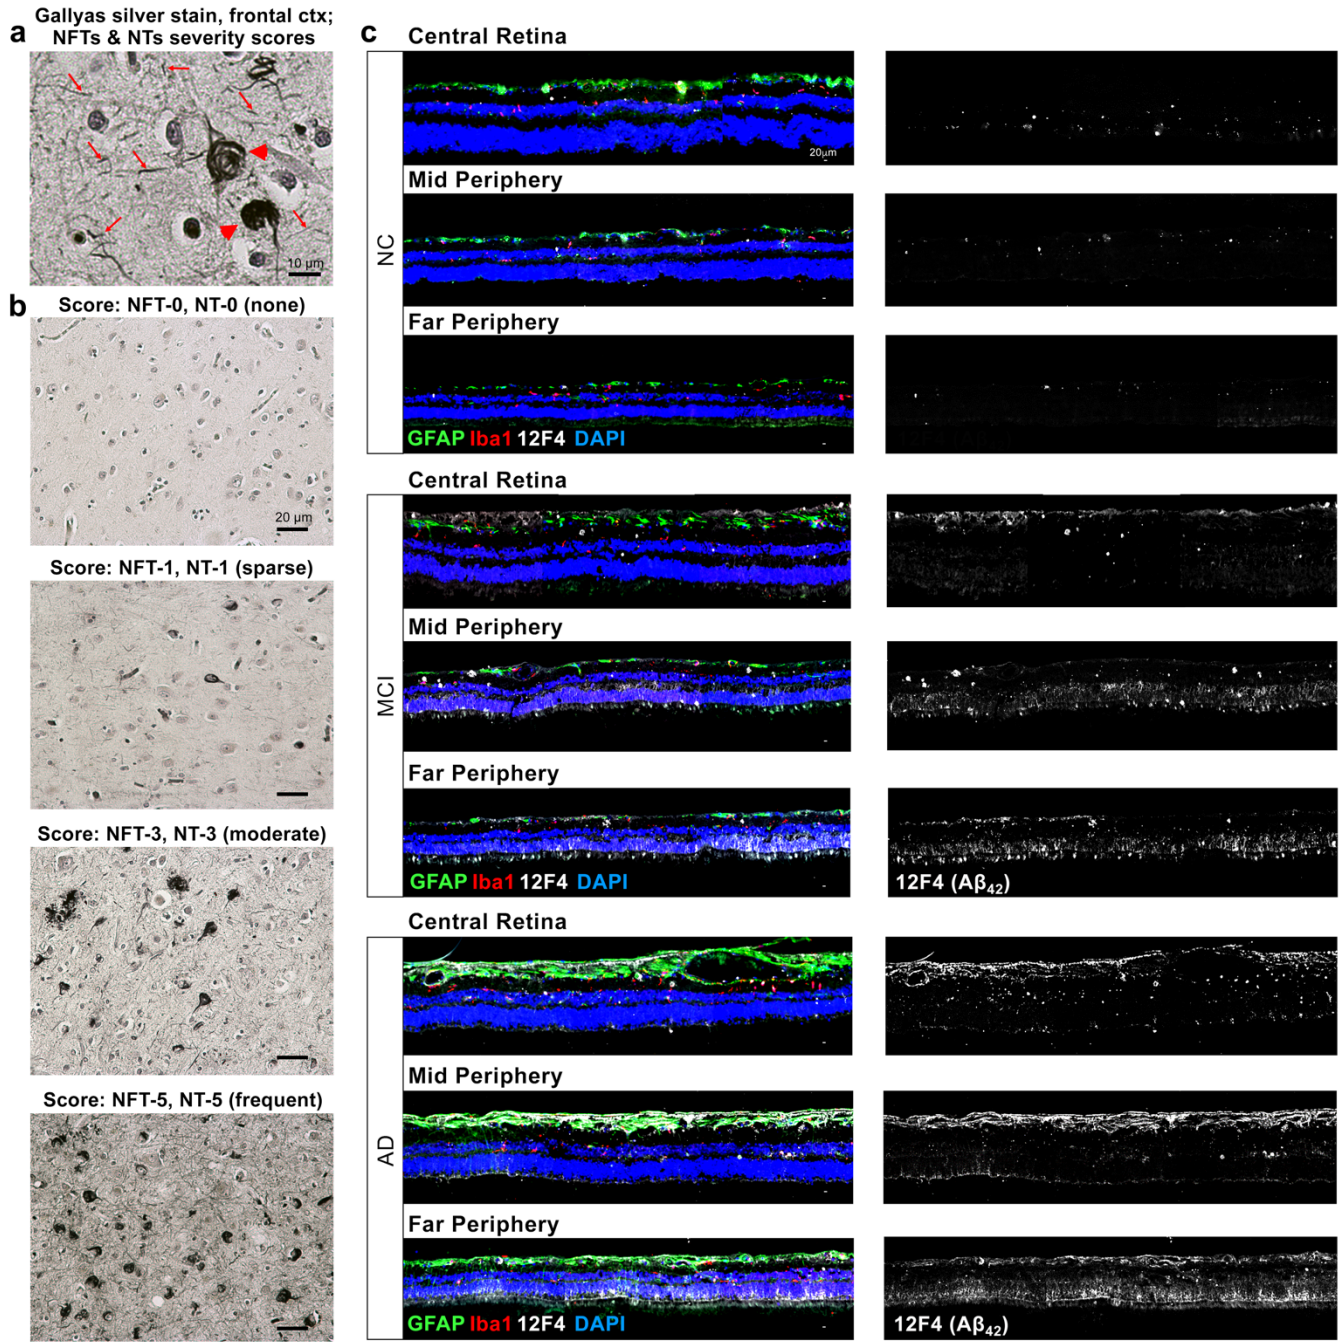 Gallyas silver stain, frontal ctx;
NFTs & NTs severity scores
a
10 µm
b
Score: NFT-0, NT-0 (none)
20 µm
Score: NFT-1, NT-1 (sparse)
Score: NFT-3, NT-3 (moderate)
Score: NFT-5, NT-5 (frequent)
c
Central Retina
20µm
Mid Periphery
NC
Far Periphery
GFAP Iba1 12F4 DAPI
Central Retina
Mid Periphery
MCI
Far Periphery
GFAP Iba1 12F4 DAPI
12F4 (Aβ₄₂)
Central Retina
Mid Periphery
AD
Far Periphery
GFAP Iba1 12F4 DAPI
12F4 (Aβ₄₂)